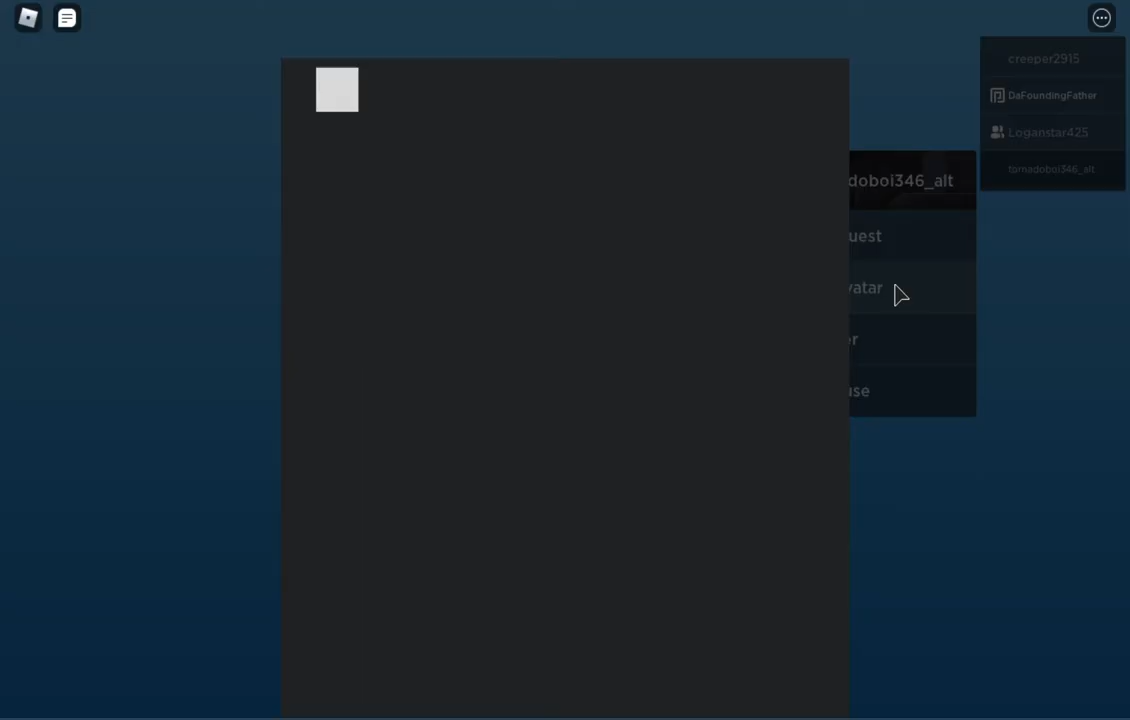 creeper2915
DaFoundingFather
Loganstar425
tornadoboi346_alt
doboi346_alt
uest
vatar
er
use